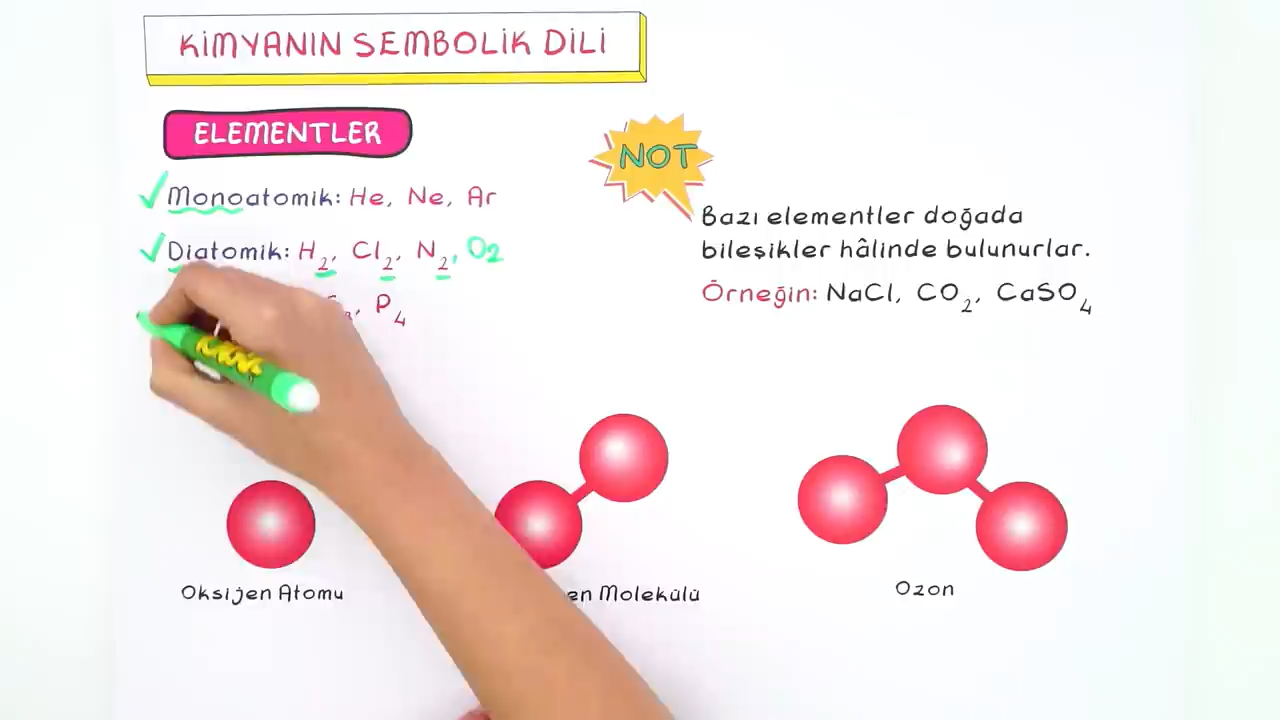 KİMYANIN SEMBOLİK DİLİ
ELEMENTLER
Monoatomik: He, Ne, Ar
Diatomik: H2, Cl2, N2, O2
P4
NOT
Bazı elementler doğada
bileşikler hâlinde bulunurlar.
Örneğin: NaCl, CO2, CaSO4
Oksijen Atomu
Molekülü
Ozon